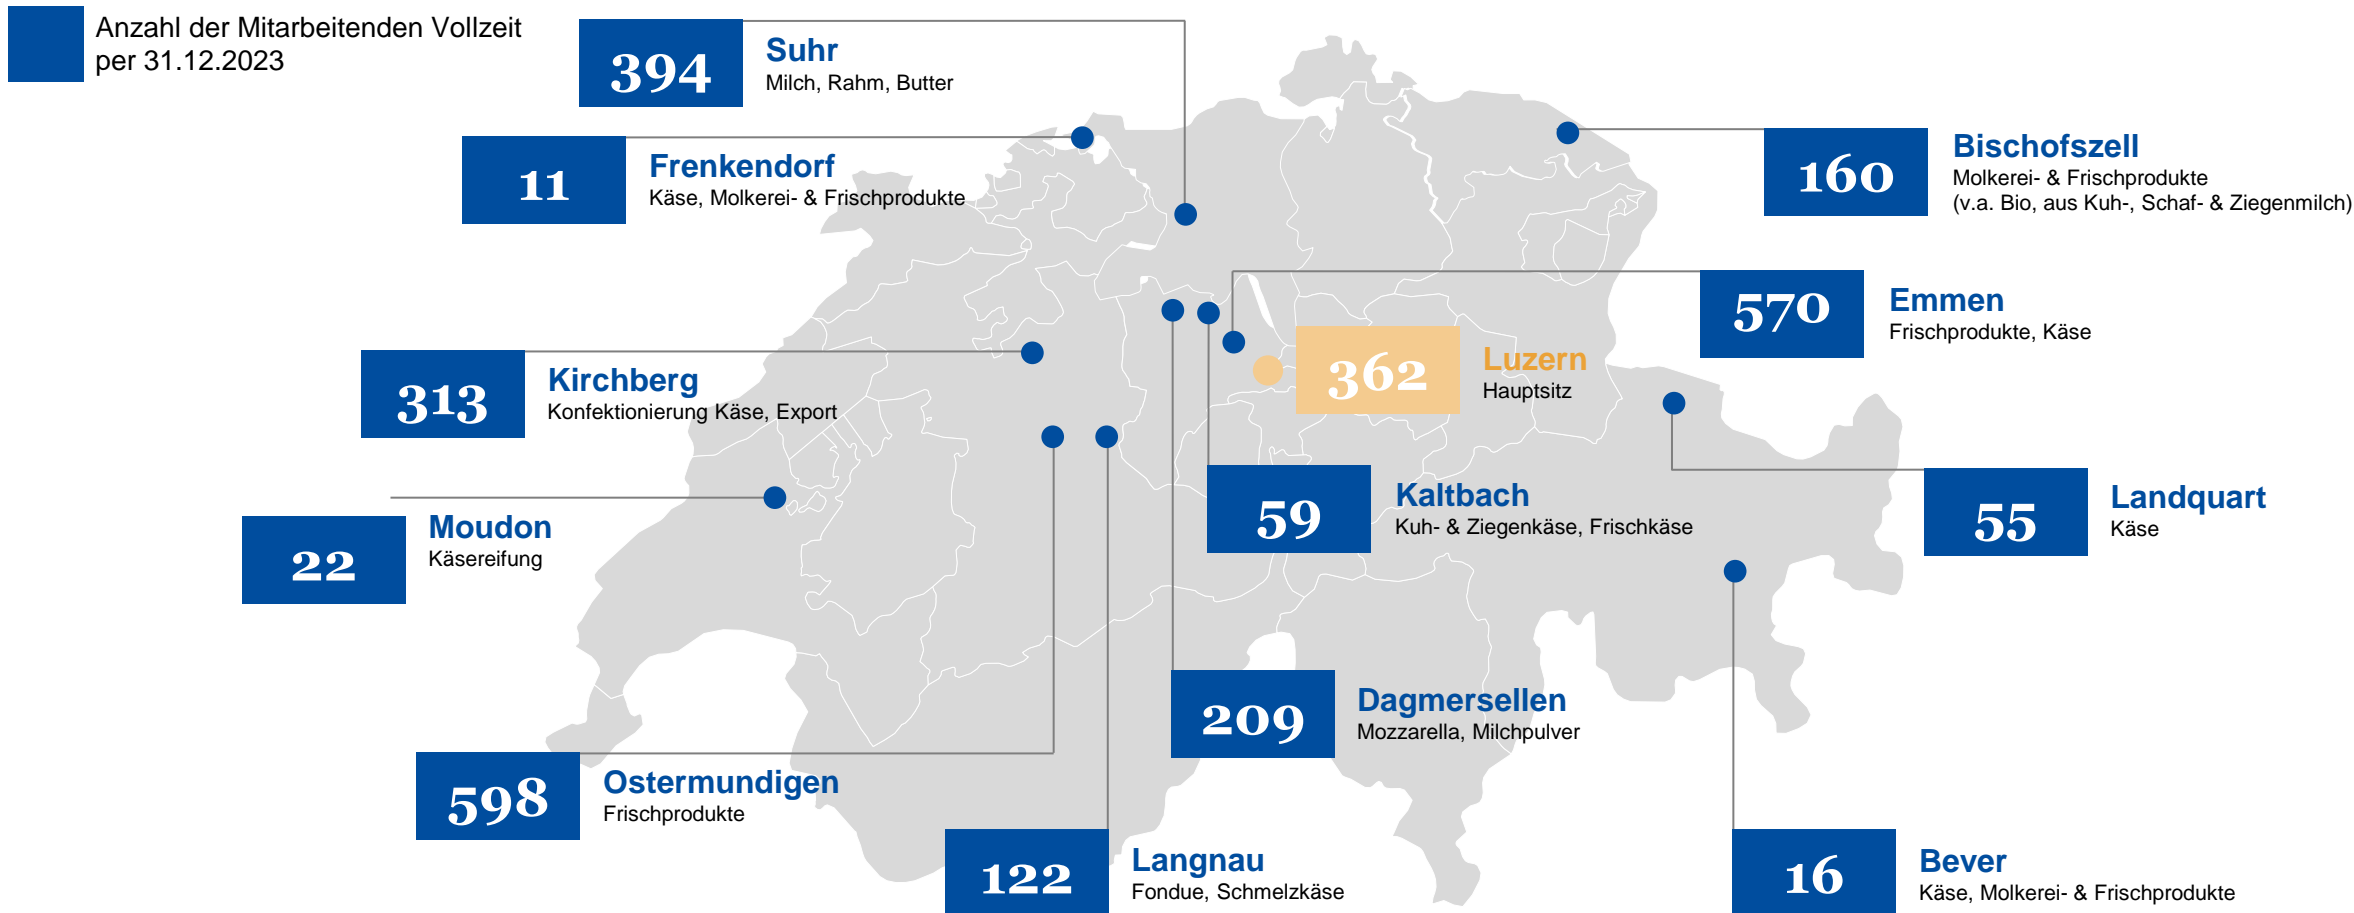 Anzahl der Mitarbeitenden Vollzeit
per 31.12.2023
394
Suhr
Milch, Rahm, Butter
11
Frenkendorf
Käse, Molkerei- & Frischprodukte
160
Bischofszell
Molkerei- & Frischprodukte
(v.a. Bio, aus Kuh-, Schaf- & Ziegenmilch)
570
Emmen
Frischprodukte, Käse
313
Kirchberg
Konfektionierung Käse, Export
362
Luzern
Hauptsitz
59
Kaltbach
Kuh- & Ziegenkäse, Frischkäse
55
Landquart
Käse
22
Moudon
Käsereifung
209
Dagmersellen
Mozzarella, Milchpulver
598
Ostermundigen
Frischprodukte
122
Langnau
Fondue, Schmelzkäse
16
Bever
Käse, Molkerei- & Frischprodukte